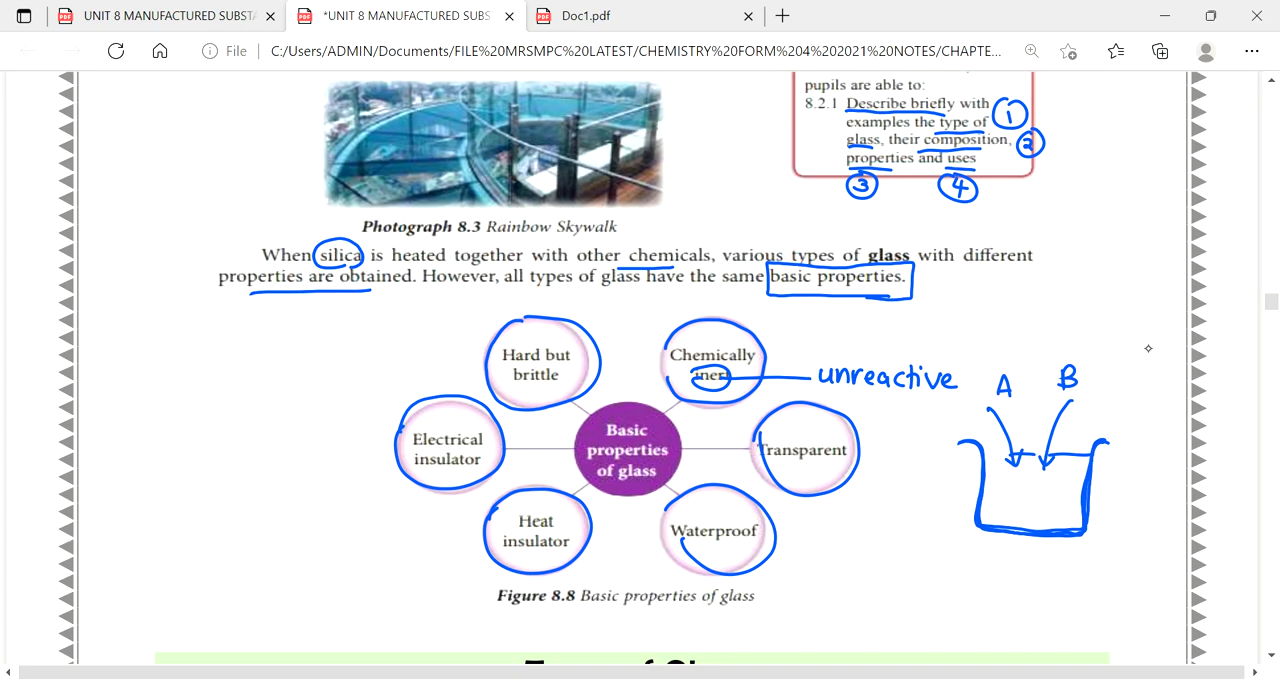 UNIT 8 MANUFACTURED SUBSTA
*UNIT 8 MANUFACTURED SUBS
Doc1.pdf
File
C:/Users/ADMIN/Documents/FILE%20MRSMPC%20LATEST/CHEMISTRY%20FORM%204%202021%20NOTES/CHAPTE...
pupils are able to:
8.2.1 Describe briefly with
examples the type of
glass, their composition,
properties and uses
1
2
3
4
Photograph 8.3 Rainbow Skywalk
When silica is heated together with other chemicals, various types of glass with different
properties are obtained. However, all types of glass have the same basic properties.
Hard but
brittle
Chemically
inert
unreactive
A
B
Electrical
insulator
Basic
properties
of glass
Transparent
Heat
insulator
Waterproof
Figure 8.8 Basic properties of glass